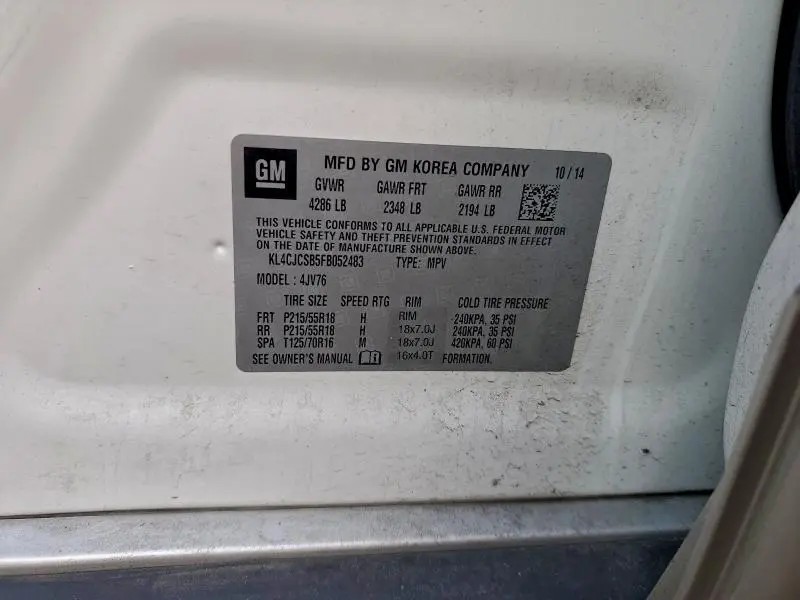 GM
MFD BY GM KOREA COMPANY 10 / 14
GVWR GAWR FRT GAWR RR
4286 LB 2348 LB 2194 LB
THIS VEHICLE CONFORMS TO ALL APPLICABLE U.S. FEDERAL MOTOR
VEHICLE SAFETY AND THEFT PREVENTION STANDARDS IN EFFECT
ON THE DATE OF MANUFACTURE SHOWN ABOVE.
KL4CJCSB5FB052483 TYPE: MPV
MODEL : 4JV76
TIRE SIZE SPEED RTG RIM COLD TIRE PRESSURE
FRT P215/55R18 H RIM 240KPA, 35 PSI
RR P215/55R18 H 18x7.0J 240KPA, 35 PSI
SPA T125/70R16 M 18x7.0J 420KPA, 60 PSI
SEE OWNER'S MANUAL 16x4.0T FORMATION.